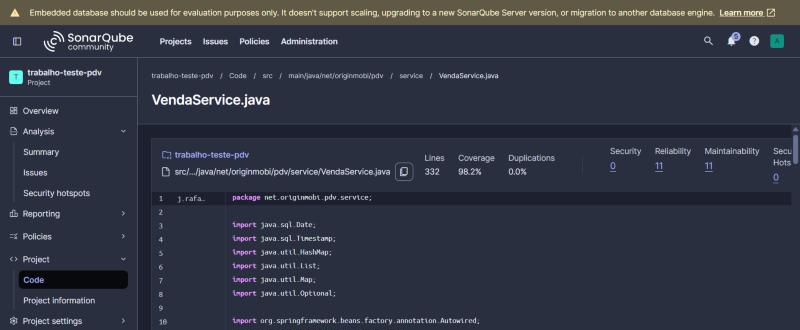 Embedded database should be used for evaluation purposes only. It doesn't support scaling, upgrading to a new SonarQube Server version, or migration to another database engine. Learn more
SonarQube community Projects Issues Policies Administration 5 A
T trabalho-teste-pdv
Project
trabalho-teste-pdv / Code / src / main/java/net/originmobi/pdv / service / VendaService.java
VendaService.java
Overview
Analysis
Summary
Issues
Security hotspots
Reporting
Policies
Project
Code
Project information
Project settings
trabalho-teste-pdv
src/.../java/net/originmobi/pdv/service/VendaService.java
Lines Coverage Duplications
332 98.2% 0.0%
Security Reliability Maintainability Secu
Hots
0 11 11 0
1 j.rafa… package net.originmobi.pdv.service;
2
3 import java.sql.Date;
4 import java.sql.Timestamp;
5 import java.util.HashMap;
6 import java.util.List;
7 import java.util.Map;
8 import java.util.Optional;
9
10 import org.springframework.beans.factory.annotation.Autowired;